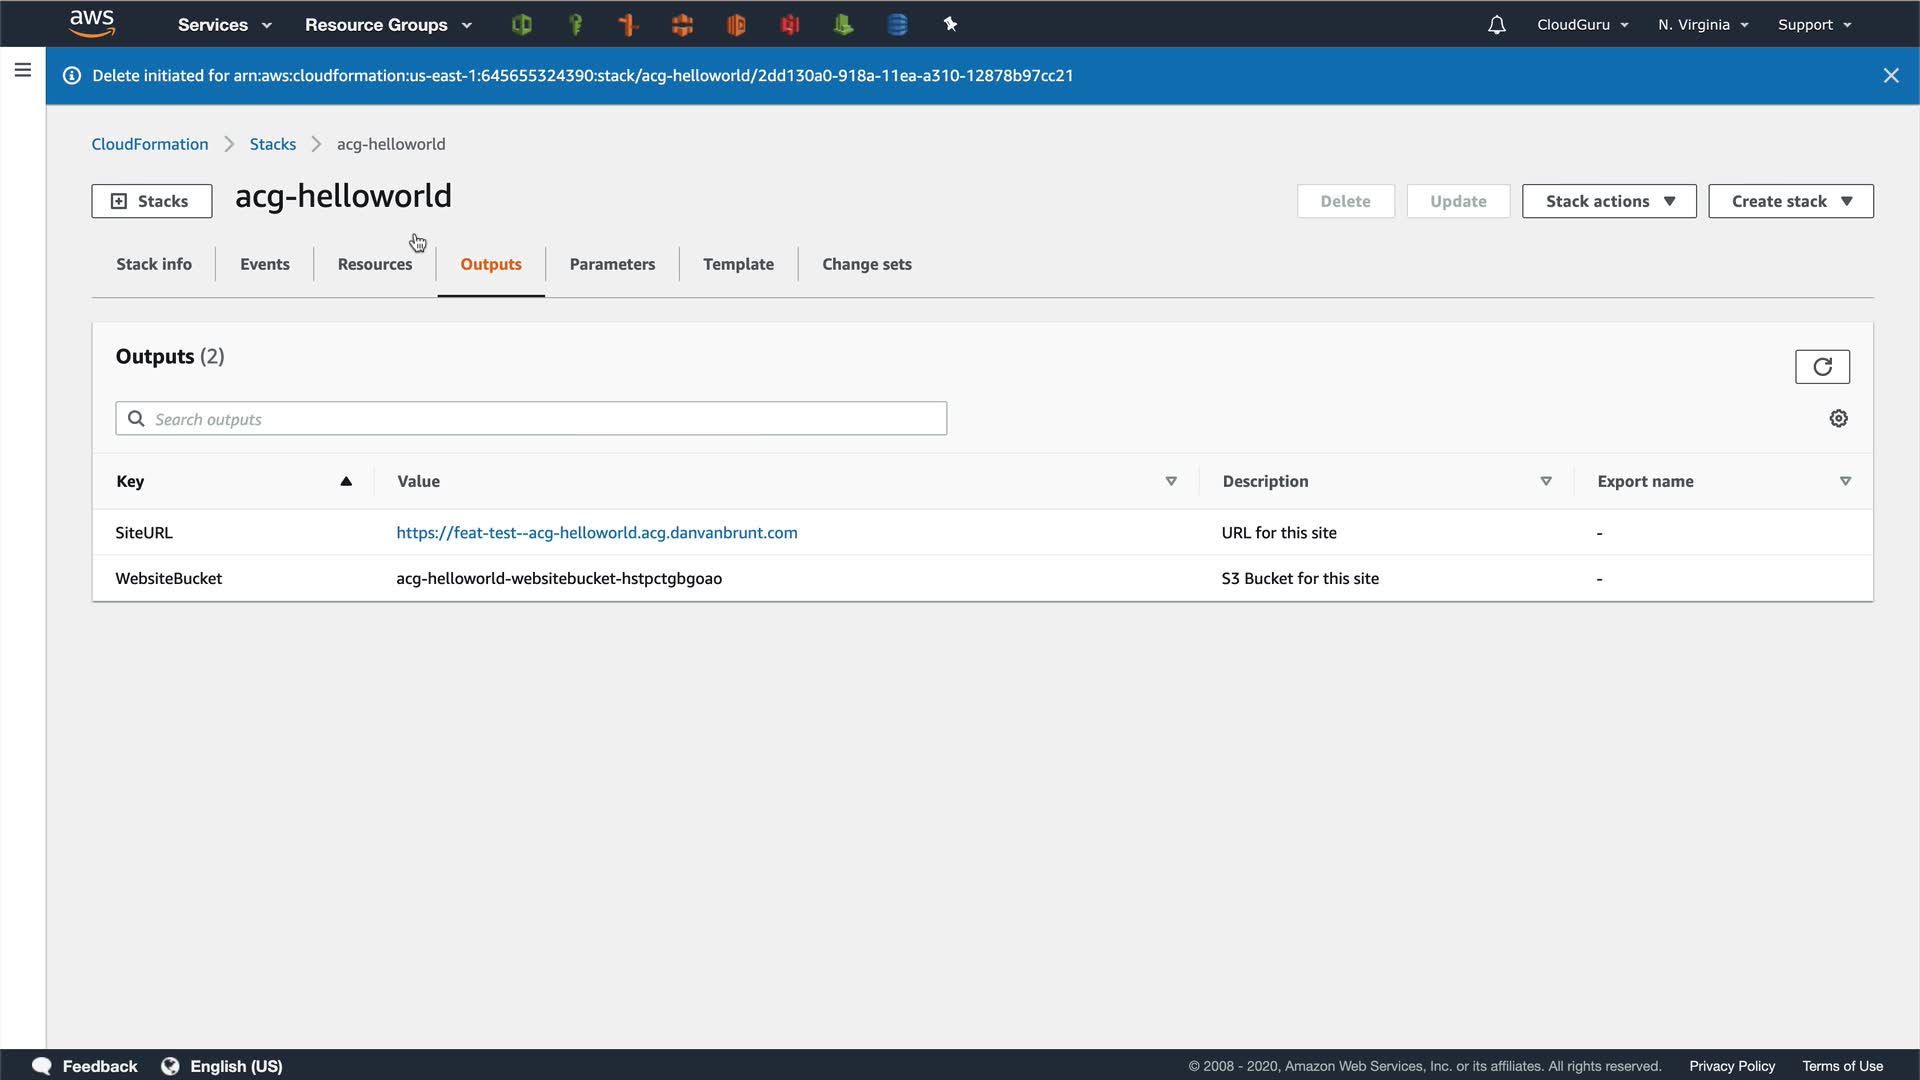 aws Services Resource Groups CloudGuru N. Virginia Support
Delete initiated for arn:aws:cloudformation:us-east-1:645655324390:stack/acg-helloworld/2dd130a0-918a-11ea-a310-12878b97cc21
CloudFormation Stacks acg-helloworld
Stacks acg-helloworld Delete Update Stack actions Create stack
Stack info Events Resources Outputs Parameters Template Change sets
Outputs (2)
Search outputs
Key Value Description Export name
SiteURL https://feat-test--acg-helloworld.acg.danvanbrunt.com URL for this site -
WebsiteBucket acg-helloworld-websitebucket-hstpctgbgoao S3 Bucket for this site -
Feedback English (US) © 2008 - 2020, Amazon Web Services, Inc. or its affiliates. All rights reserved. Privacy Policy Terms of Use